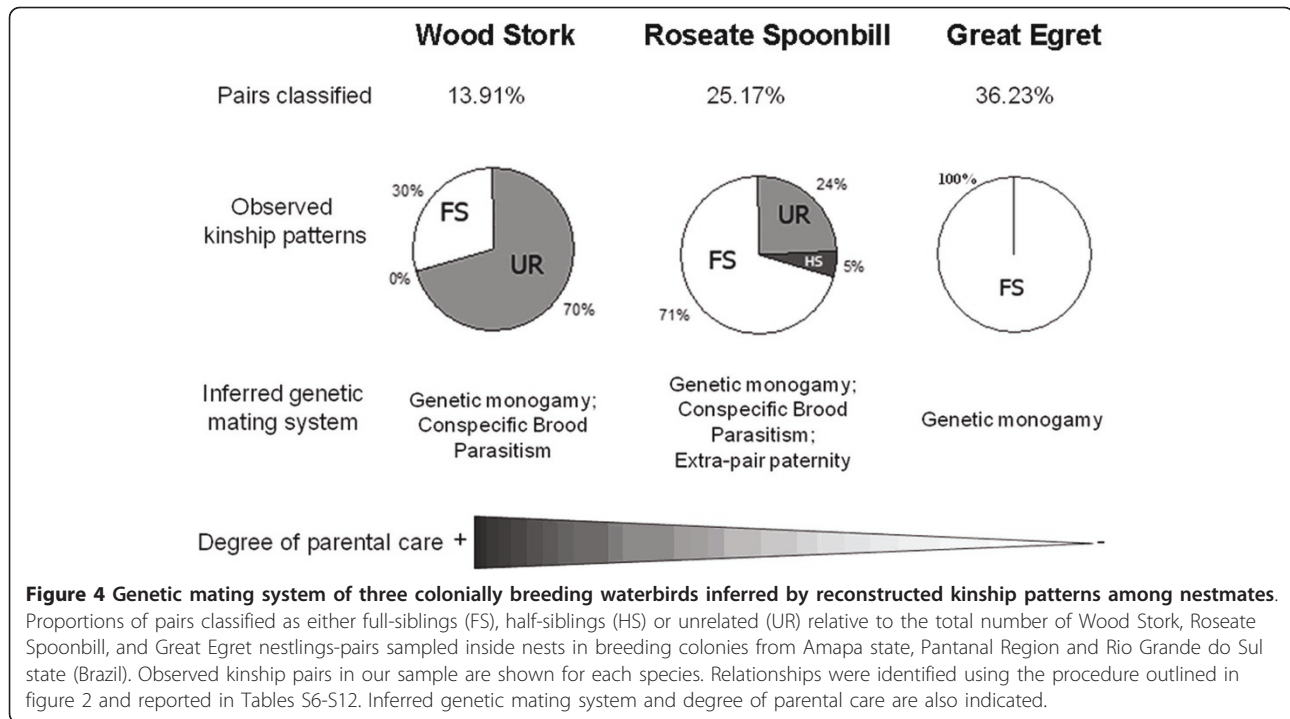 Wood Stork Roseate Spoonbill Great Egret
Pairs classified 13.91% 25.17% 36.23%
Observed kinship patterns
30%
FS
UR
0%
70%
24%
UR
FS
HS
5%
71%
100%
FS
Inferred genetic mating system
Genetic monogamy;
Conspecific Brood
Parasitism
Genetic monogamy;
Conspecific Brood
Parasitism;
Extra-pair paternity
Genetic monogamy
Degree of parental care + -
Figure 4 Genetic mating system of three colonially breeding waterbirds inferred by reconstructed kinship patterns among nestmates.
Proportions of pairs classified as either full-siblings (FS), half-siblings (HS) or unrelated (UR) relative to the total number of Wood Stork, Roseate
Spoonbill, and Great Egret nestlings-pairs sampled inside nests in breeding colonies from Amapa state, Pantanal Region and Rio Grande do Sul
state (Brazil). Observed kinship pairs in our sample are shown for each species. Relationships were identified using the procedure outlined in
figure 2 and reported in Tables S6-S12. Inferred genetic mating system and degree of parental care are also indicated.